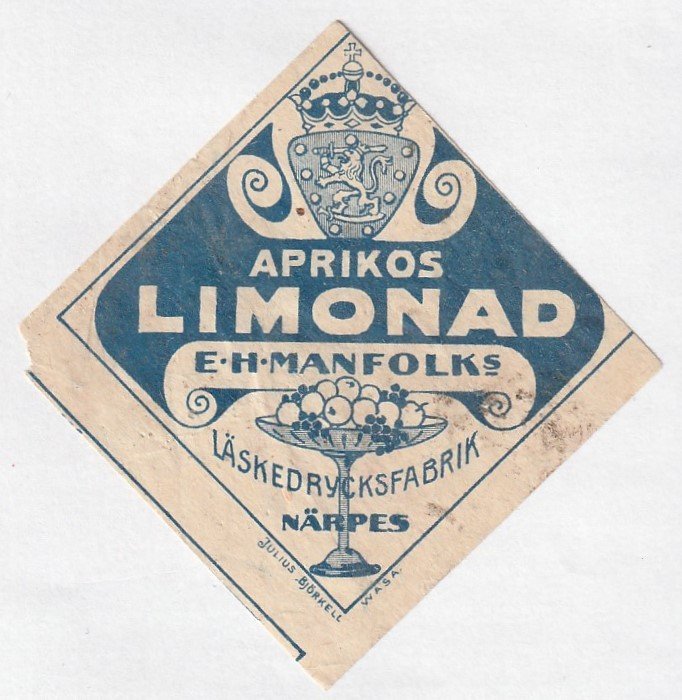 APRIKOS
LIMONAD
E·H·MANFOLKs
LÄSKEDRYCKSFABRIK
NÄRPES
JULIUS BJÖRKELL WASA.